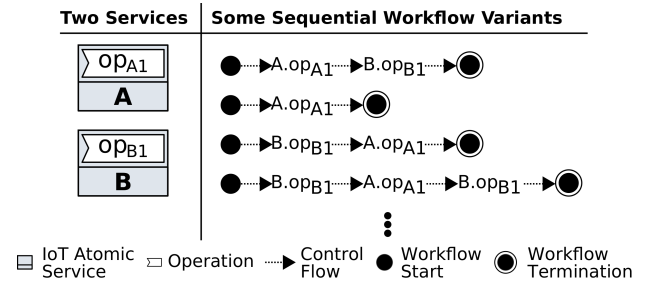 Two Services Some Sequential Workflow Variants
opA1
A
A.opA1 B.opB1
A.opA1
opB1
B
B.opB1 A.opA1
B.opB1 A.opA1 B.opB1
IoT Atomic Service
Operation
Control Flow
Workflow Start
Workflow Termination